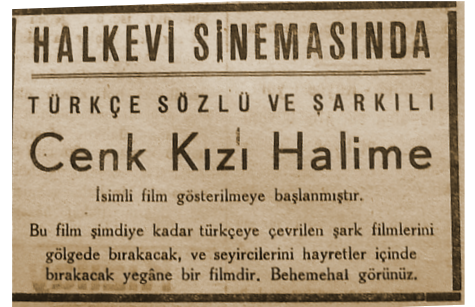 HALKEVİ SİNEMASINDA
TÜRKÇE SÖZLÜ VE ŞARKILI
Cenk Kızı Halime
İsimli film gösterilmeye başlanmıştır.
Bu film şimdiye kadar türkçeye çevrilen şark filmlerini
gölgede bırakacak, ve seyircilerini hayretler içinde
bırakacak yegâne bir filmdir. Behemehal görünüz.